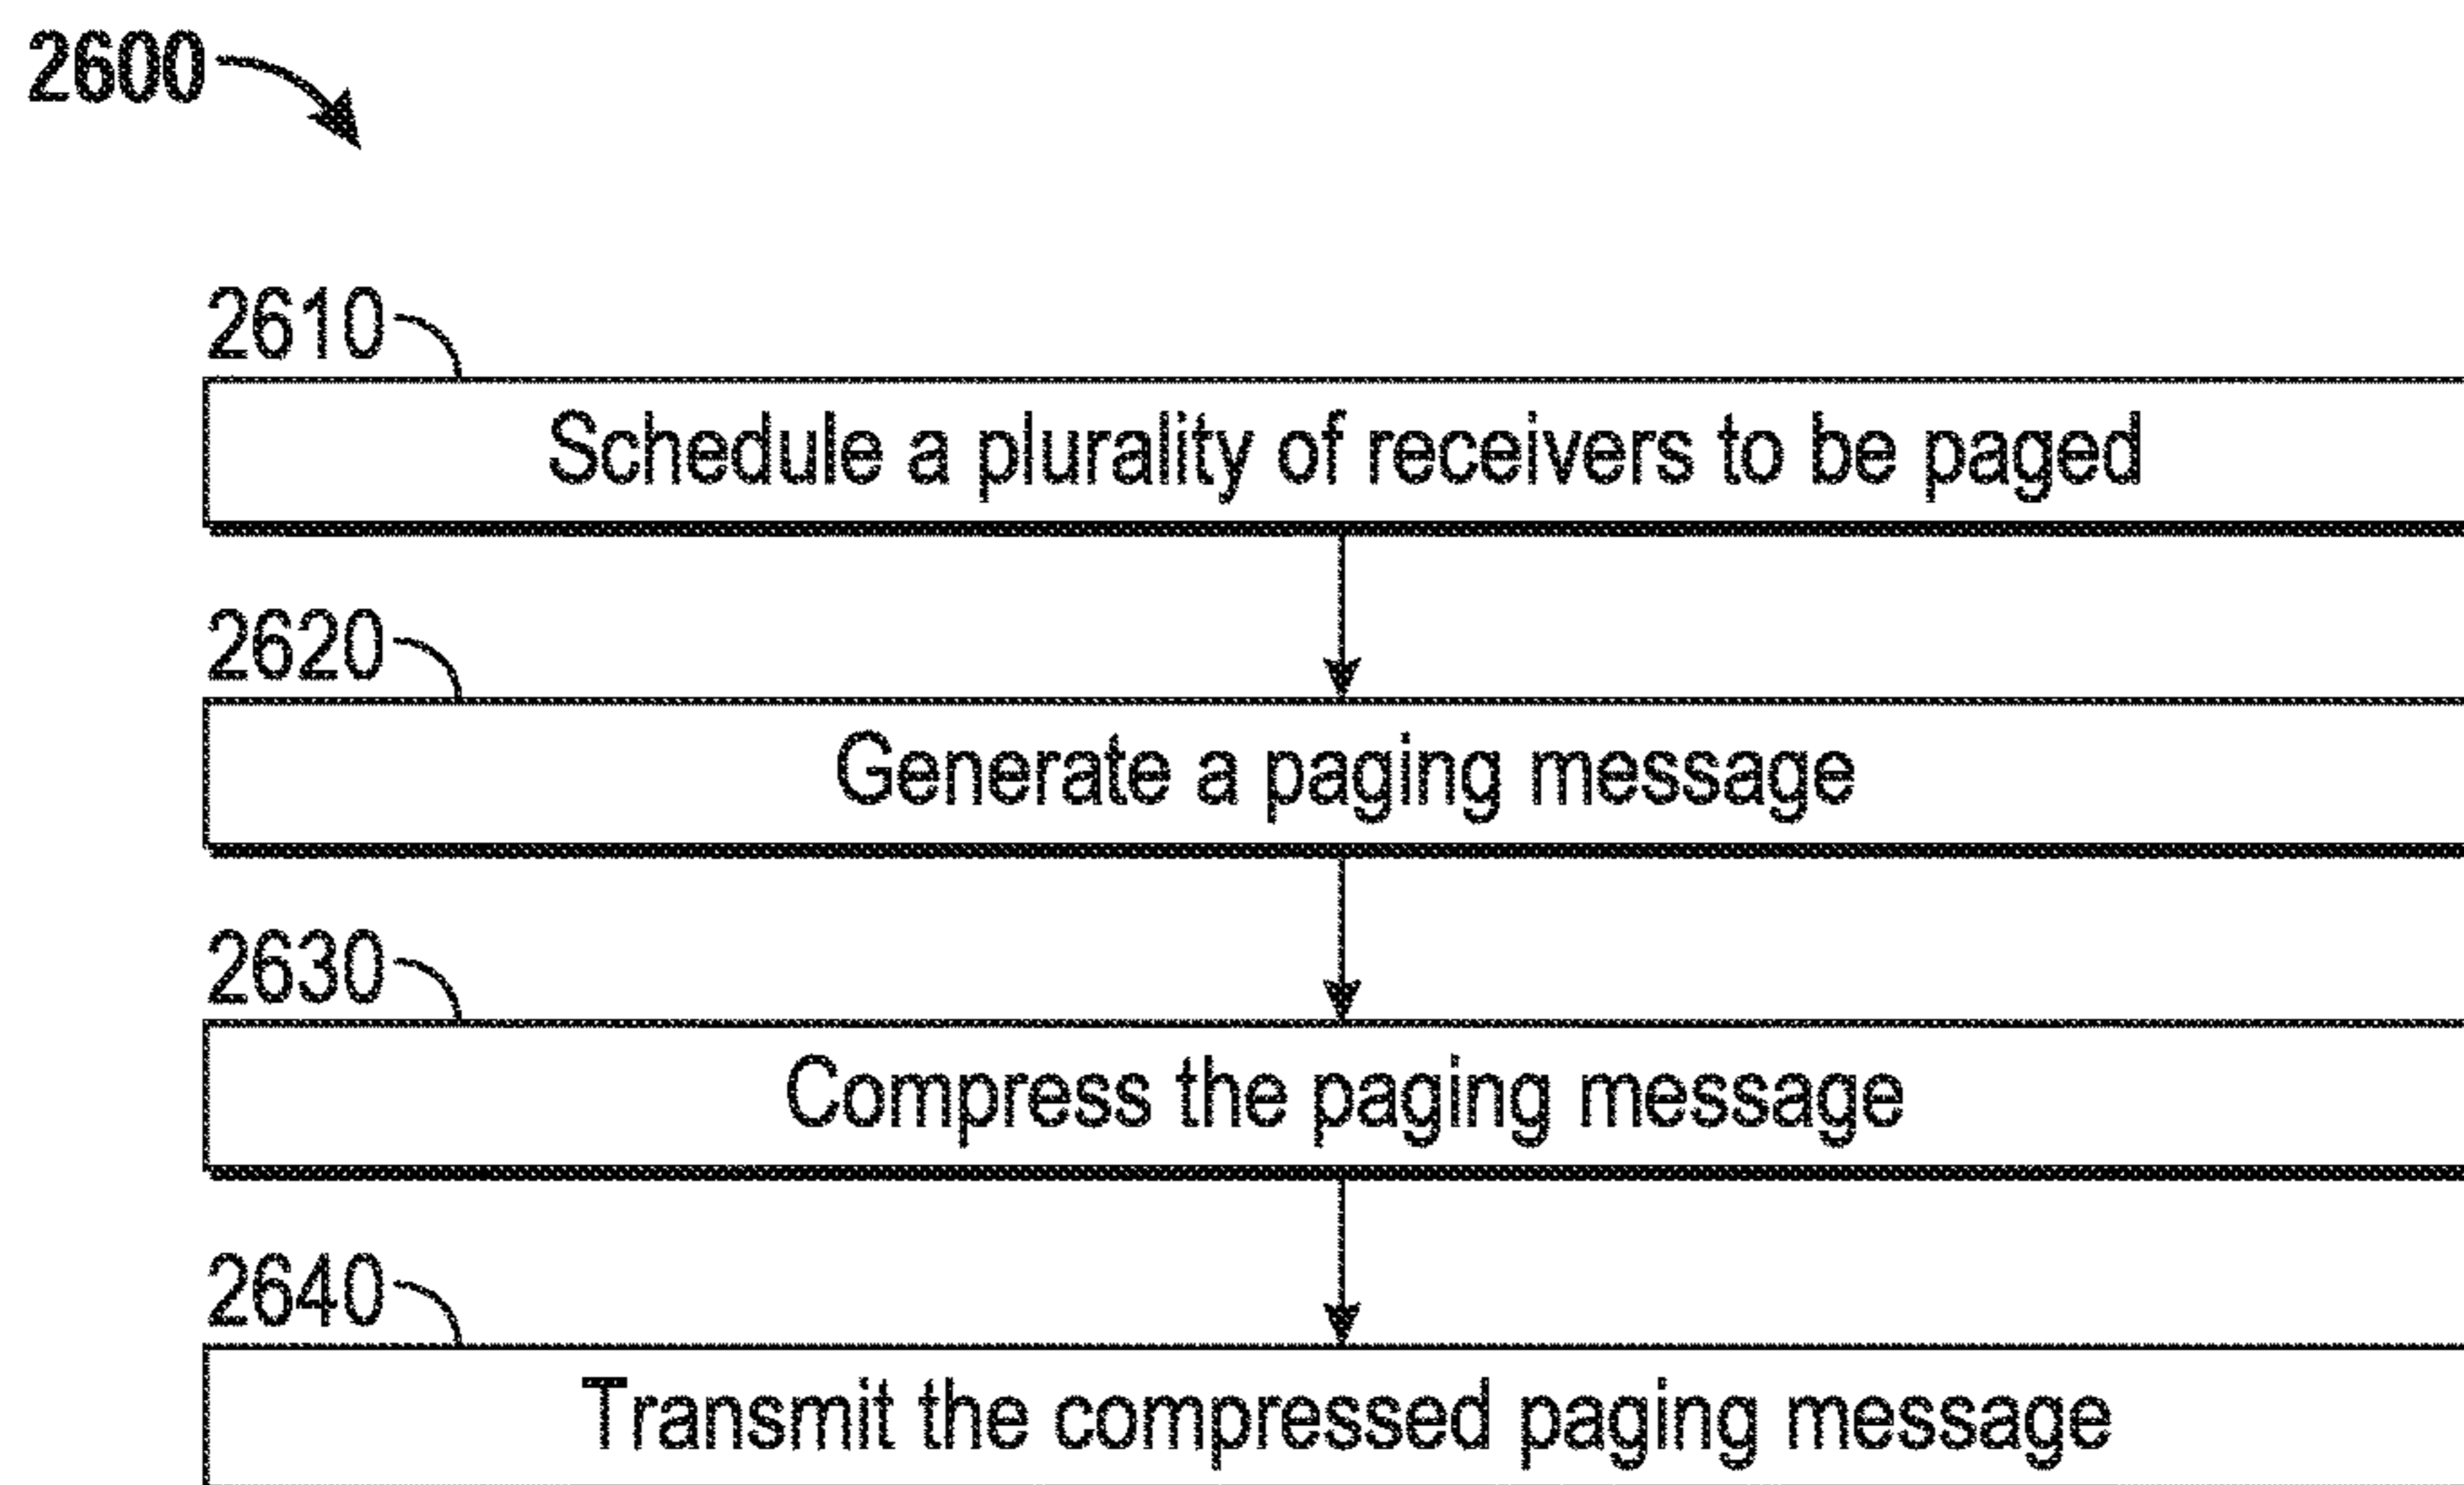 2600
2610
Schedule a plurality of receivers to be paged
2620
Generate a paging message
2630
Compress the paging message
2640
Transmit the compressed paging message